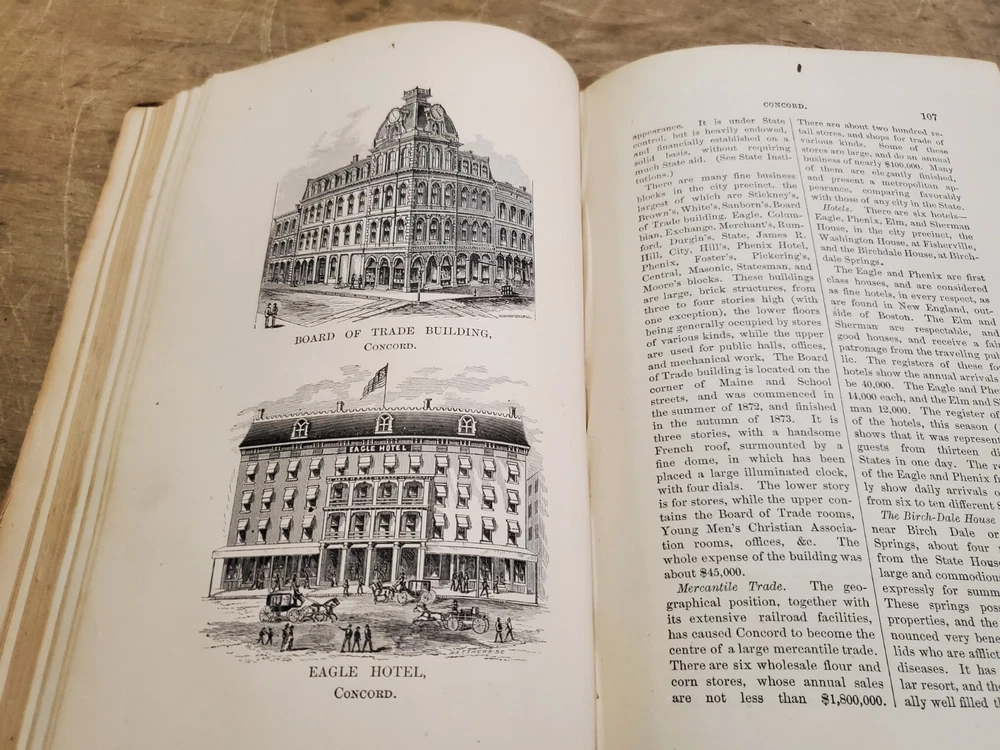 BOARD OF TRADE BUILDING,
CONCORD.
EAGLE HOTEL
EAGLE HOTEL,
CONCORD.
CONCORD.
107
appearance. It is under State
control, but is heavily endowed,
and financially established on a
solid basis, without requiring
much State aid. (See State Insti-
tutions.)
There are many fine business
blocks in the city precinct, the
largest of which are Stickney's,
Brown's, White's, Sanborn's, Board
of Trade building, Eagle, Colum-
bian, Exchange, Merchant's, Rum-
ford, Durgin's, State, James R.
Hill, City, Hill's, Phenix Hotel,
Phenix, Foster's, Pickering's,
Central, Masonic, Statesman, and
Moore's blocks. These buildings
are large, brick structures, from
three to four stories high (with
one exception), the lower floors
being generally occupied by stores
of various kinds, while the upper
are used for public halls, offices,
and mechanical work. The Board
of Trade building is located on the
corner of Maine and School
streets, and was commenced in
the summer of 1872, and finished
in the autumn of 1873. It is
three stories, with a handsome
French roof, surmounted by a
fine dome, in which has been
placed a large illuminated clock,
with four dials. The lower story
is for stores, while the upper con-
tains the Board of Trade rooms,
Young Men's Christian Associa-
tion rooms, offices, &c. The
whole expense of the building was
about $45,000.
Mercantile Trade. The geo-
graphical position, together with
its extensive railroad facilities,
has caused Concord to become the
centre of a large mercantile trade.
There are six wholesale flour and
corn stores, whose annual sales
are not less than $1,800,000.
There are about two hundred re-
tail stores, and shops for trade of
various kinds. Some of these
stores are large, and do an annual
business of nearly $100,000. Many
of them are elegantly finished,
and present a metropolitan ap-
pearance, comparing favorably
with those of any city in the State.
Hotels. There are six hotels—
Eagle, Phenix, Elm, and Sherman
House, in the city precinct, the
Washington House, at Fisherville,
and the Birchdale House, at Birch-
dale Springs.
The Eagle and Phenix are first
class houses, and are considered
as fine hotels, in every respect, as
are found in New England, out-
side of Boston. The Elm and
Sherman are respectable, and
good houses, and receive a fair
patronage from the traveling pub
lic. The registers of these fo
hotels show the annual arrivals
be 40,000. The Eagle and Phe
14,000 each, and the Elm and S
man 12,000. The register of
of the hotels, this season (
shows that it was represent
guests from thirteen di
States in one day. The re
of the Eagle and Phenix f
ly show daily arrivals o
from six to ten different S
The Birch-Dale House
near Birch Dale or
Springs, about four
from the State Hous
large and commodiou
expressly for summ
These springs poss
properties, and the
nounced very bene
lids who are afflict
diseases. It has
lar resort, and the
ally well filled th